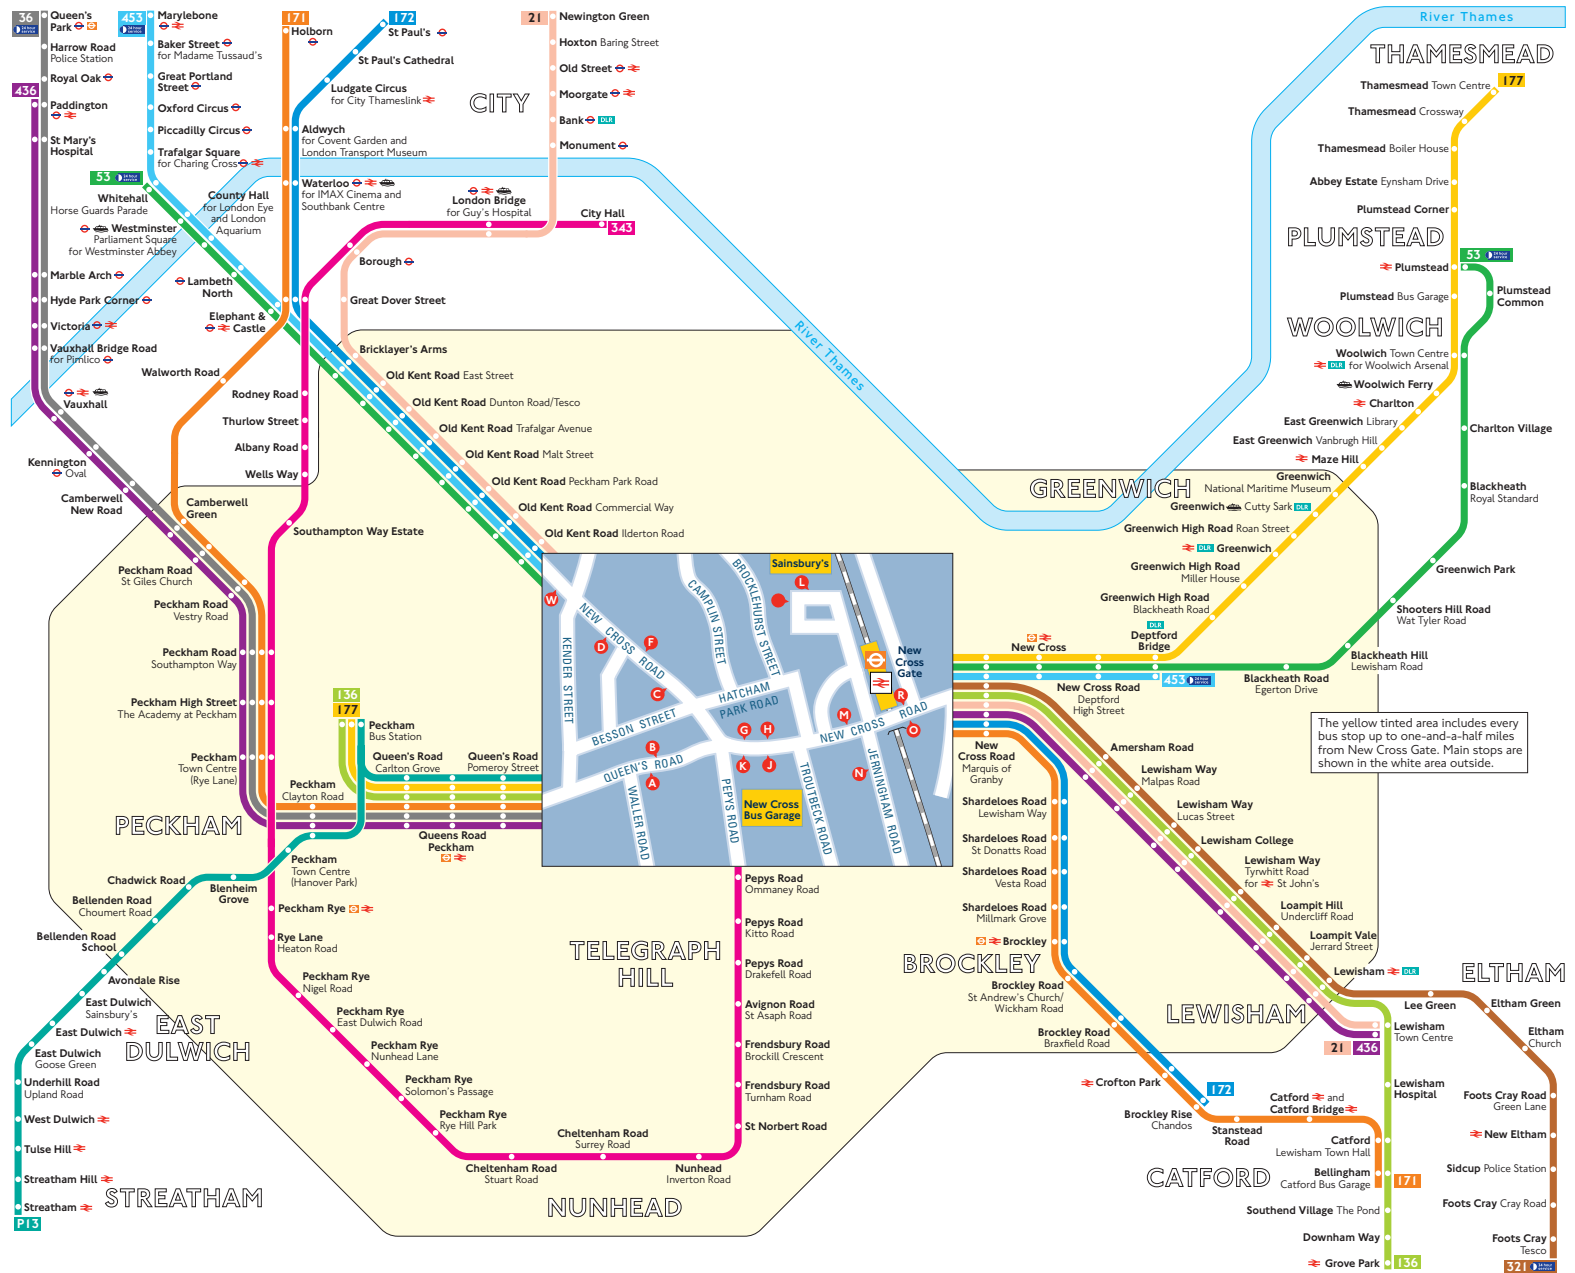 36
24 hour service
Queen's
Park
Harrow Road
Police Station
Royal Oak
436
Paddington
St Mary's
Hospital
Marble Arch
Hyde Park Corner
Victoria
Vauxhall Bridge Road
for Pimlico
Vauxhall
Kennington
Oval
Camberwell
New Road
453
24 hour service
Marylebone
Baker Street
for Madame Tussaud's
Great Portland
Street
Oxford Circus
Piccadilly Circus
Trafalgar Square
for Charing Cross
53
24 hour service
Whitehall
Horse Guards Parade
Westminster
Parliament Square
for Westminster Abbey
County Hall
for London Eye
and London
Aquarium
Lambeth
North
Elephant &
Castle
171
Holborn
172
St Paul's
St Paul's Cathedral
Ludgate Circus
for City Thameslink
Aldwych
for Covent Garden and
London Transport Museum
Waterloo
for IMAX Cinema and
Southbank Centre
CITY
21
Newington Green
Hoxton Baring Street
Old Street
Moorgate
Bank DLR
Monument
London Bridge
for Guy's Hospital
City Hall
343
Borough
Great Dover Street
Bricklayer's Arms
Old Kent Road East Street
Old Kent Road Dunton Road/Tesco
Old Kent Road Trafalgar Avenue
Old Kent Road Malt Street
Old Kent Road Peckham Park Road
Old Kent Road Commercial Way
Old Kent Road Ilderton Road
Walworth Road
Rodney Road
Thurlow Street
Albany Road
Wells Way
Southampton Way Estate
Camberwell
Green
Peckham Road
St Giles Church
Peckham Road
Vestry Road
Peckham Road
Southampton Way
Peckham High Street
The Academy at Peckham
Peckham
Town Centre
(Rye Lane)
PECKHAM
136
177
Peckham
Bus Station
Queen's Road
Carlton Grove
Queen's Road
Pomeroy Street
Peckham
Clayton Road
Queens Road
Peckham
Peckham
Town Centre
(Hanover Park)
Chadwick Road
Blenheim
Grove
Bellenden Road
Choumert Road
Bellenden Road
School
Avondale Rise
East Dulwich
Sainsbury's
East Dulwich
EAST
DULWICH
East Dulwich
Goose Green
Underhill Road
Upland Road
West Dulwich
Tulse Hill
Streatham Hill
Streatham
STREATHAM
P13
Peckham Rye
Rye Lane
Heaton Road
Peckham Rye
Nigel Road
Peckham Rye
East Dulwich Road
Peckham Rye
Nunhead Lane
Peckham Rye
Solomon's Passage
Peckham Rye
Rye Hill Park
Cheltenham Road
Stuart Road
Cheltenham Road
Surrey Road
Nunhead
Inverton Road
NUNHEAD
TELEGRAPH
HILL
Pepys Road
Ommaney Road
Pepys Road
Kitto Road
Pepys Road
Drakefell Road
Avignon Road
St Asaph Road
Frendsbury Road
Brockill Crescent
Frendsbury Road
Turnham Road
St Norbert Road
Sainsbury's
NEW CROSS ROAD
KENDER STREET
CAMPLIN STREET
BROCKLEHURST STREET
BESSON STREET
HATCHAM
PARK ROAD
QUEEN'S ROAD
NEW CROSS ROAD
WALLER ROAD
PEPYS ROAD
TROUTBECK ROAD
JERNINGHAM ROAD
New
Cross
Gate
New Cross
Bus Garage
W
D
F
C
L
B
A
G
H
K
J
M
N
R
O
River Thames
River Thames
THAMESMEAD
Thamesmead Town Centre
177
Thamesmead Crossway
Thamesmead Boiler House
Abbey Estate Eynsham Drive
Plumstead Corner
PLUMSTEAD
Plumstead
53
24 hour service
Plumstead
Common
Plumstead Bus Garage
WOOLWICH
Woolwich Town Centre
DLR for Woolwich Arsenal
Woolwich Ferry
Charlton
East Greenwich Library
East Greenwich Vanbrugh Hill
Maze Hill
Greenwich
National Maritime Museum
GREENWICH
Greenwich Cutty Sark DLR
Greenwich High Road Roan Street
DLR Greenwich
Greenwich High Road
Miller House
Greenwich High Road
Blackheath Road
DLR
Deptford
Bridge
Charlton Village
Blackheath
Royal Standard
Greenwich Park
Shooters Hill Road
Wat Tyler Road
Blackheath Hill
Lewisham Road
Blackheath Road
Egerton Drive
New Cross
New Cross Road
Deptford
High Street
453
24 hour service
The yellow tinted area includes every
bus stop up to one-and-a-half miles
from New Cross Gate. Main stops are
shown in the white area outside.
New
Cross Road
Marquis of
Granby
Amersham Road
Lewisham Way
Malpas Road
Lewisham Way
Lucas Street
Lewisham College
Lewisham Way
Tyrwhitt Road
for St John's
Loampit Hill
Undercliff Road
Loampit Vale
Jerrard Street
Lewisham DLR
Shardeloes Road
Lewisham Way
Shardeloes Road
St Donatts Road
Shardeloes Road
Vesta Road
Shardeloes Road
Millmark Grove
Brockley
BROCKLEY
Brockley Road
St Andrew's Church/
Wickham Road
Brockley Road
Braxfield Road
Crofton Park
172
Brockley Rise
Chandos
Stanstead
Road
Catford and
Catford Bridge
Catford
Lewisham Town Hall
CATFORD
Bellingham
Catford Bus Garage
171
LEWISHAM
Lewisham
Town Centre
21
436
Lewisham
Hospital
Southend Village The Pond
Downham Way
Grove Park
136
ELTHAM
Lee Green
Eltham Green
Eltham
Church
Foots Cray Road
Green Lane
New Eltham
Sidcup Police Station
Foots Cray Cray Road
Foots Cray
Tesco
321
24 hour service